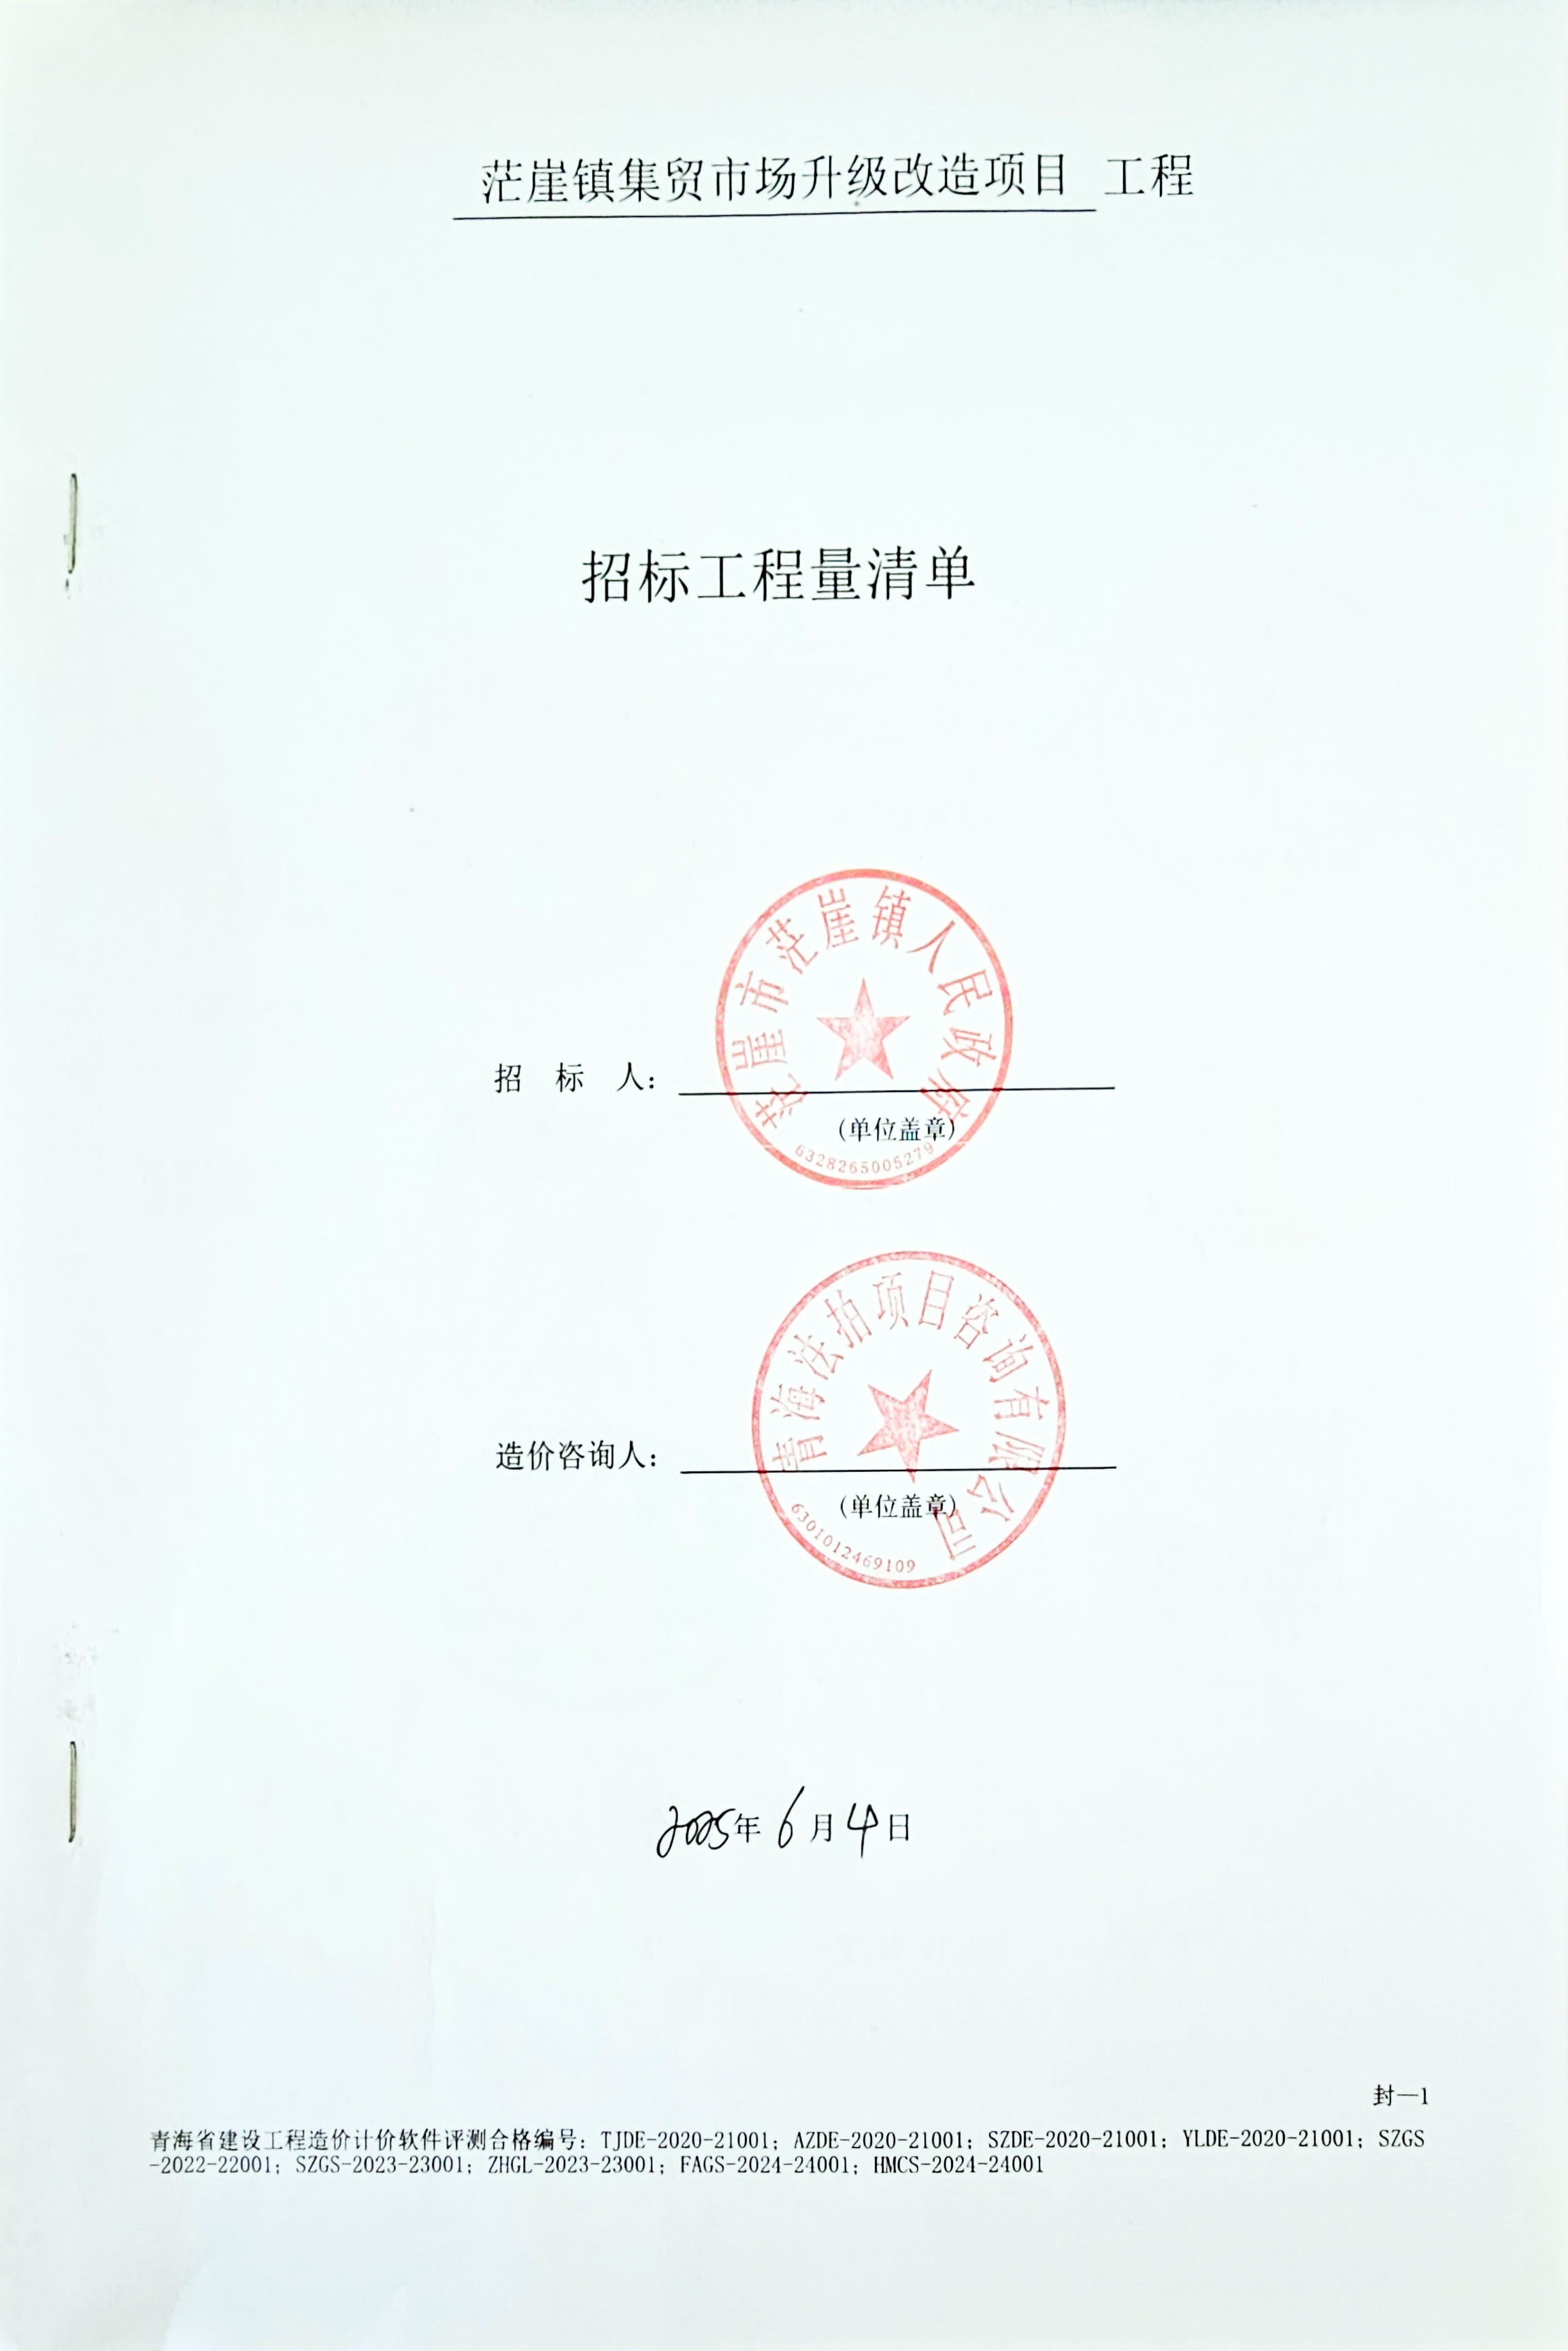 茫崖镇集贸市场升级改造项目 工程
招标工程量清单
茫崖市茫崖镇人民政府
招 标 人：
(单位盖章)
6328265005279
青海法拍项目咨询有限公司
造价咨询人：
(单位盖章)
6301012469109
2025年6月4日
封—1
青海省建设工程造价计价软件评测合格编号：TJDE-2020-21001；AZDE-2020-21001；SZDE-2020-21001；YLDE-2020-21001；SZGS
-2022-22001；SZGS-2023-23001；ZHGL-2023-23001；FAGS-2024-24001；HMCS-2024-24001